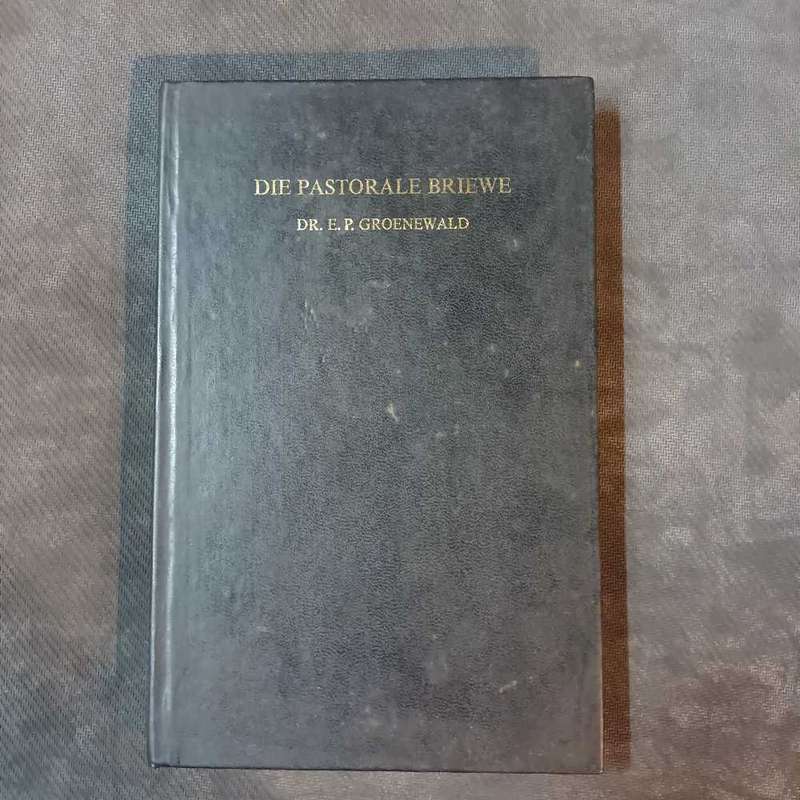 DIE PASTORALE BRIEWE
DR. E. P. GROENEWALD